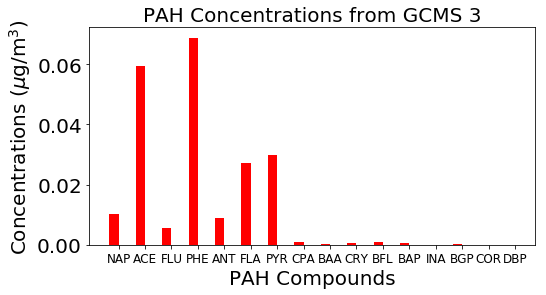 PAH Concentrations from GCMS 3
Concentrations (μg/m³)
0.06
0.04
0.02
0.00
NAP ACE FLU PHE ANT FLA PYR CPA BAA CRY BFL BAP INA BGP COR DBP
PAH Compounds